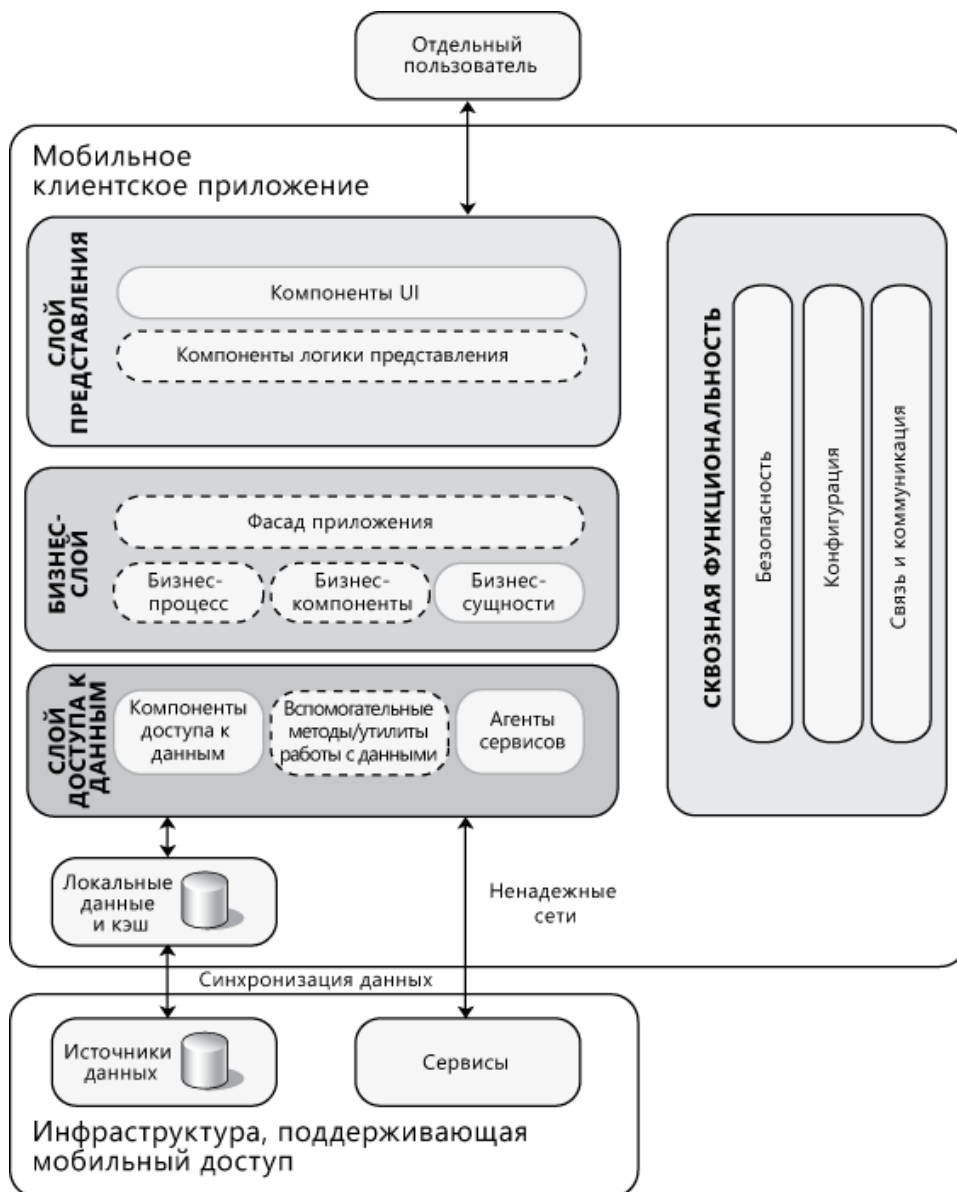 Отдельный
пользователь
Мобильное
клиентское приложение
СЛОЙ
ПРЕДСТАВЛЕНИЯ
Компоненты UI
Компоненты логики представления
БИЗНЕС-
СЛОЙ
Фасад приложения
Бизнес-
процесс
Бизнес-
компоненты
Бизнес-
сущности
СЛОЙ
ДОСТУПА К
ДАННЫМ
Компоненты
доступа к
данным
Вспомогательные
методы/утилиты
работы с данными
Агенты
сервисов
СКВОЗНАЯ ФУНКЦИОНАЛЬНОСТЬ
Безопасность
Конфигурация
Связь и коммуникация
Локальные
данные
и кэш
Ненадежные
сети
Синхронизация данных
Источники
данных
Сервисы
Инфраструктура, поддерживающая
мобильный доступ